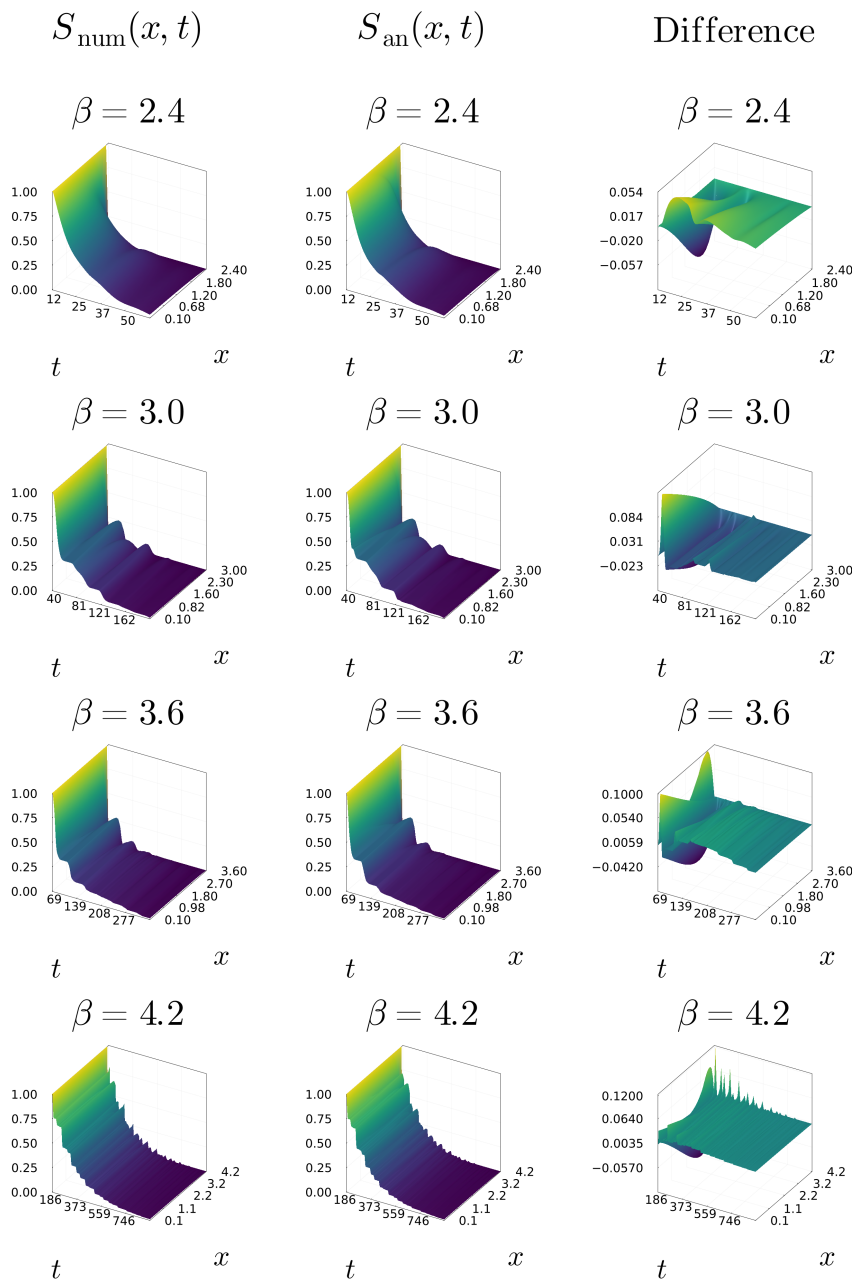 S_num(x, t) S_an(x, t) Difference
β = 2.4 β = 2.4 β = 2.4
1.00 0.75 0.50 0.25 0.00 12 25 37 50 0.10 0.68 1.20 1.80 2.40 t x
1.00 0.75 0.50 0.25 0.00 12 25 37 50 0.10 0.68 1.20 1.80 2.40 t x
0.054 0.017 −0.020 −0.057 12 25 37 50 0.10 0.68 1.20 1.80 2.40 t x
β = 3.0 β = 3.0 β = 3.0
1.00 0.75 0.50 0.25 0.00 40 81 121 162 0.10 0.82 1.60 2.30 3.00 t x
1.00 0.75 0.50 0.25 0.00 40 81 121 162 0.10 0.82 1.60 2.30 3.00 t x
0.084 0.031 −0.023 40 81 121 162 0.10 0.82 1.60 2.30 3.00 t x
β = 3.6 β = 3.6 β = 3.6
1.00 0.75 0.50 0.25 0.00 69 139 208 277 0.10 0.98 1.80 2.70 3.60 t x
1.00 0.75 0.50 0.25 0.00 69 139 208 277 0.10 0.98 1.80 2.70 3.60 t x
0.1000 0.0540 0.0059 −0.0420 69 139 208 277 0.10 0.98 1.80 2.70 3.60 t x
β = 4.2 β = 4.2 β = 4.2
1.00 0.75 0.50 0.25 0.00 186 373 559 746 0.1 1.1 2.2 3.2 4.2 t x
1.00 0.75 0.50 0.25 0.00 186 373 559 746 0.1 1.1 2.2 3.2 4.2 t x
0.1200 0.0640 0.0035 −0.0570 186 373 559 746 0.1 1.1 2.2 3.2 4.2 t x